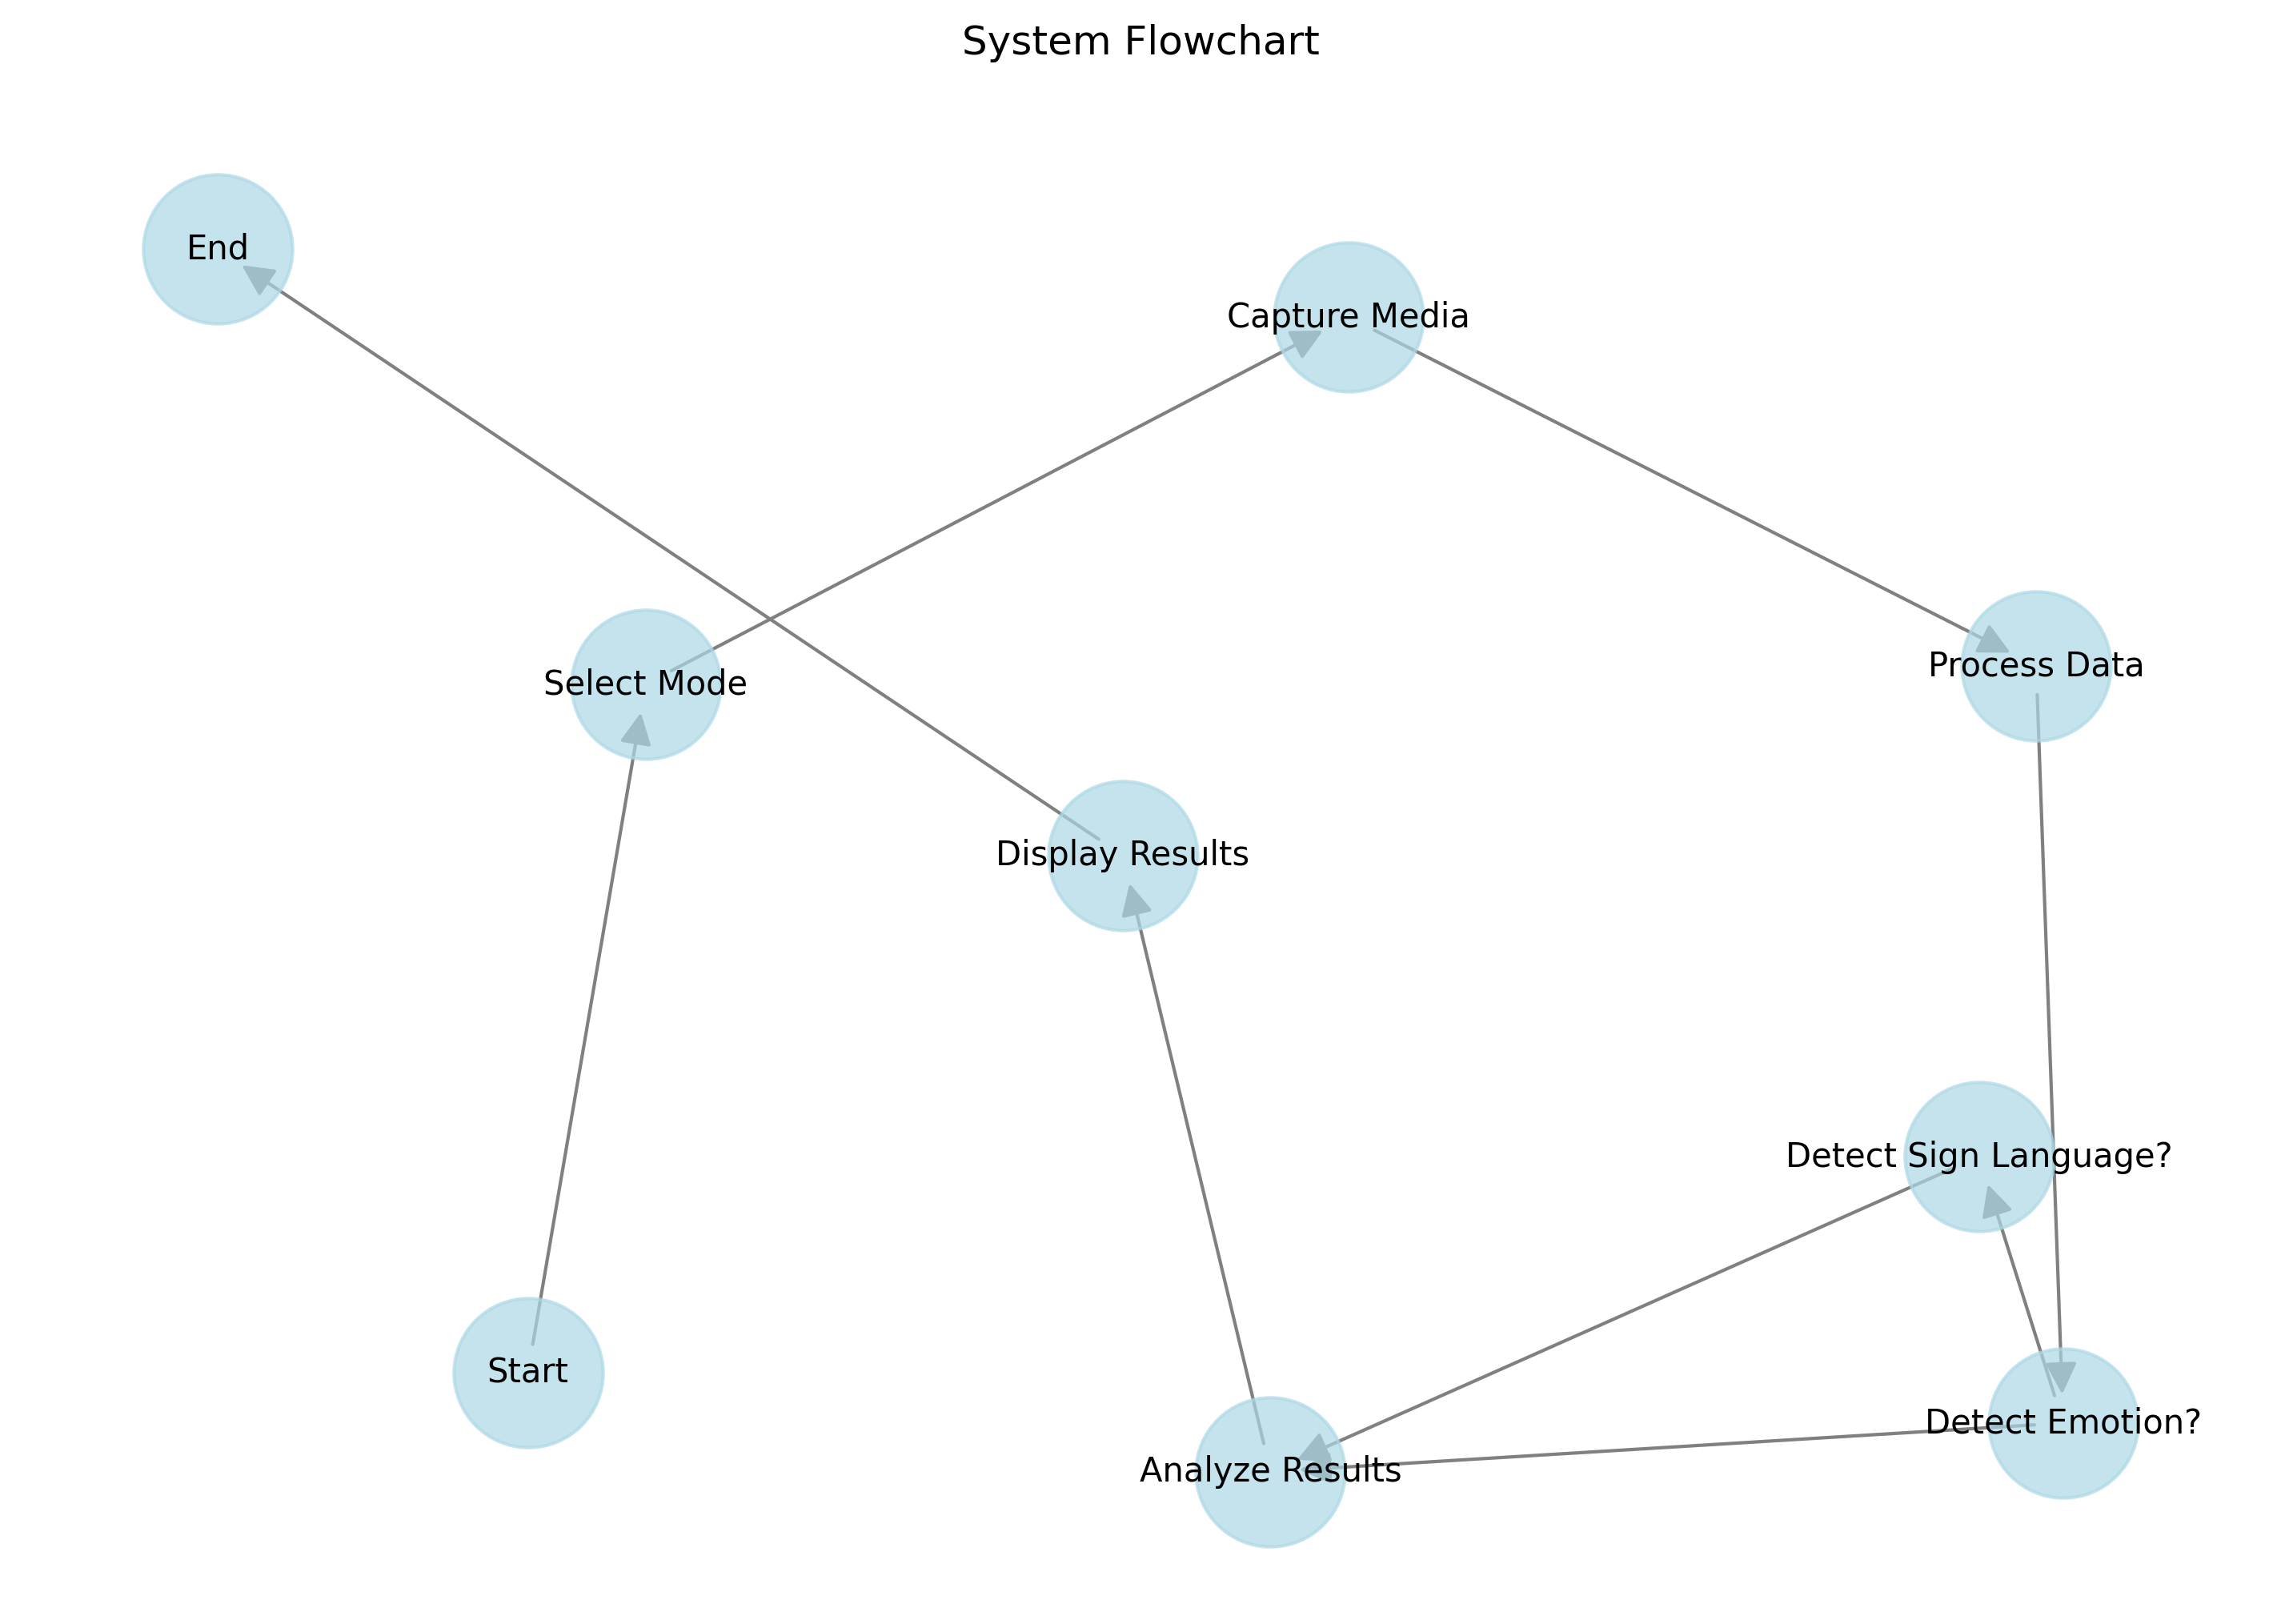 System Flowchart
End
Capture Media
Process Data
Select Mode
Display Results
Detect Sign Language?
Start
Detect Emotion?
Analyze Results